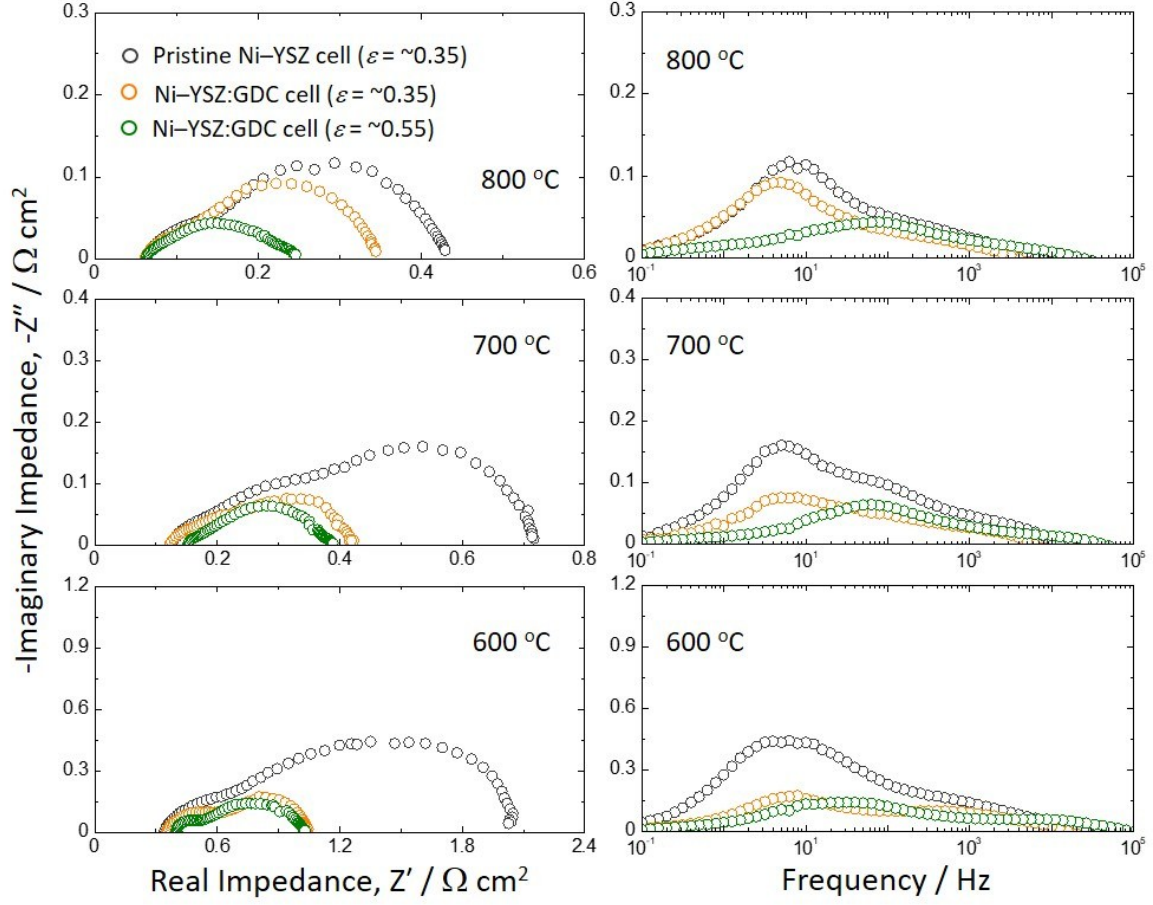 -Imaginary Impedance, -Z″ / Ω cm²
0.3
0.2
0.1
0
Pristine Ni–YSZ cell (ε = ~0.35)
Ni–YSZ:GDC cell (ε = ~0.35)
Ni–YSZ:GDC cell (ε = ~0.55)
800 °C
0 0.2 0.4 0.6
0.3
0.2
0.1
0
800 °C
10⁻¹ 10¹ 10³ 10⁵
0.4
0.3
0.2
0.1
0
700 °C
0 0.2 0.4 0.6 0.8
0.4
0.3
0.2
0.1
0
700 °C
10⁻¹ 10¹ 10³ 10⁵
1.2
0.9
0.6
0.3
0
600 °C
0 0.6 1.2 1.8 2.4
1.2
0.9
0.6
0.3
0
600 °C
10⁻¹ 10¹ 10³ 10⁵
Real Impedance, Z′ / Ω cm²
Frequency / Hz